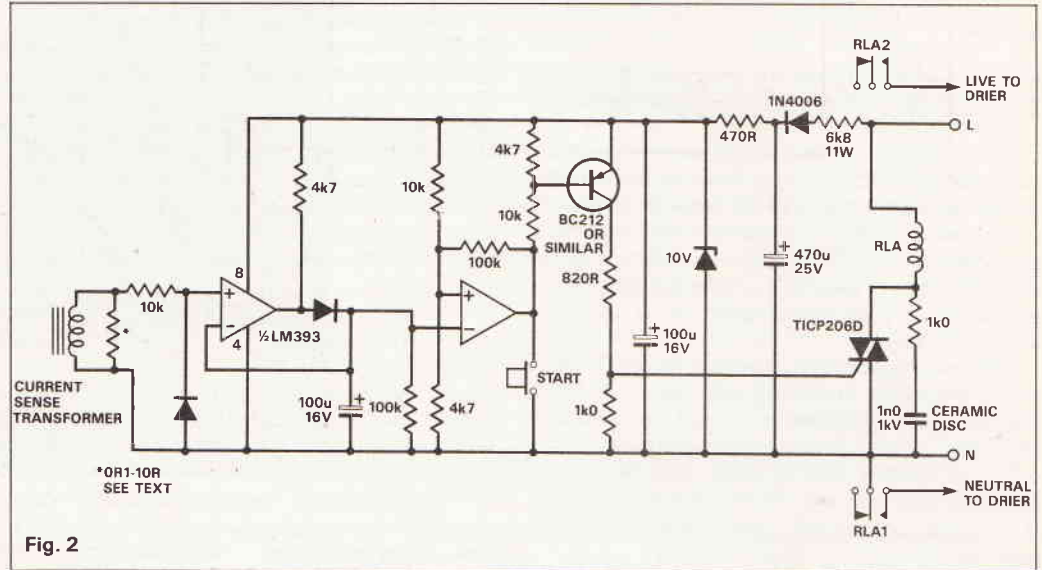 RLA2
LIVE TO
DRIER
1N4006
L
470R
6k8
11W
4k7
4k7
10k
10k
BC212
OR
SIMILAR
RLA
100k
10V
+
470u
25V
820R
8
+
-
4
½LM393
10k
*
+
-
TICP206D
1k0
+
100u
16V
START
CURRENT
SENSE
TRANSFORMER
+
100u
16V
100k
4k7
1k0
1n0
1kV
CERAMIC
DISC
N
*0R1-10R
SEE TEXT
NEUTRAL
TO DRIER
RLA1
Fig. 2